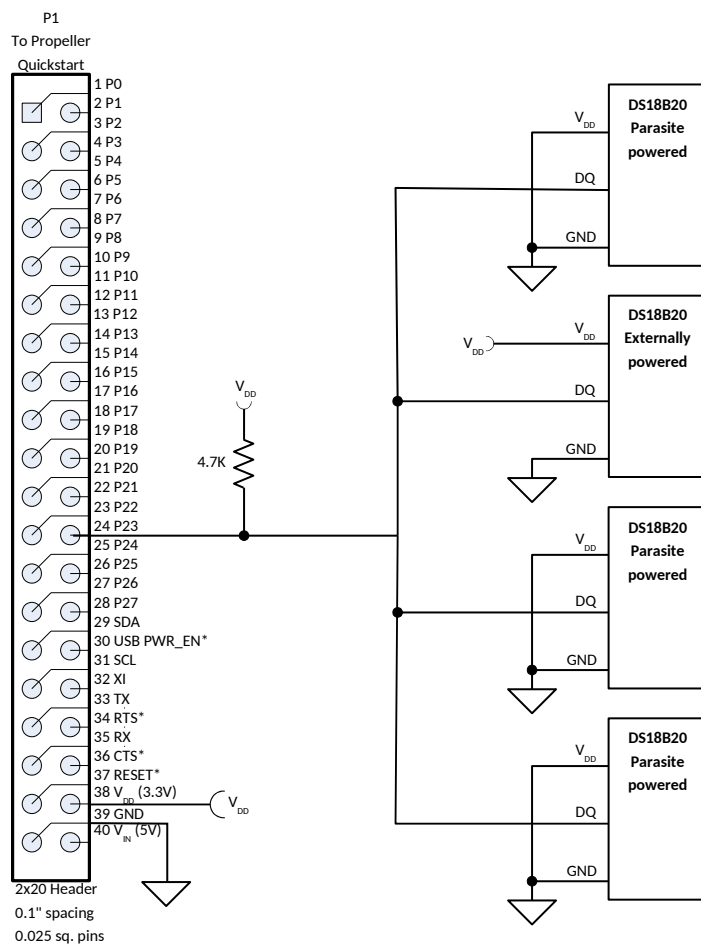 P1
To Propeller
Quickstart
1 P0
2 P1
3 P2
4 P3
5 P4
6 P5
7 P6
8 P7
9 P8
10 P9
11 P10
12 P11
13 P12
14 P13
15 P14
16 P15
17 P16
18 P17
19 P18
20 P19
21 P20
22 P21
23 P22
24 P23
25 P24
26 P25
27 P26
28 P27
29 SDA
30 USB PWR_EN*
31 SCL
32 XI
33 TX
34 RTS*
35 RX
36 CTS*
37 RESET*
38 VDD (3.3V)
39 GND
40 VIN (5V)
2x20 Header
0.1" spacing
0.025 sq. pins
VDD
4.7K
VDD
DS18B20
Parasite
powered
VDD
DQ
GND
DS18B20
Externally
powered
VDD
VDD
DQ
GND
DS18B20
Parasite
powered
VDD
DQ
GND
DS18B20
Parasite
powered
VDD
DQ
GND